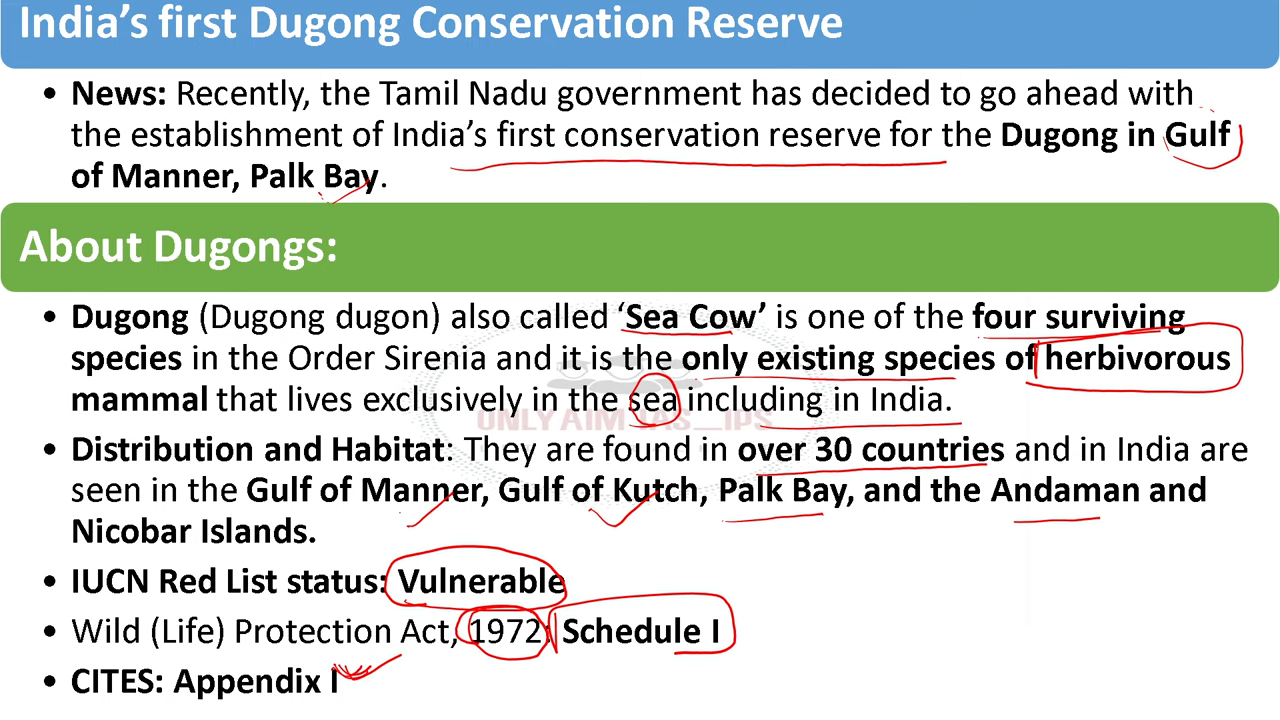 India’s first Dugong Conservation Reserve
• News: Recently, the Tamil Nadu government has decided to go ahead with
the establishment of India’s first conservation reserve for the Dugong in Gulf
of Manner, Palk Bay.
About Dugongs:
• Dugong (Dugong dugon) also called ‘Sea Cow’ is one of the four surviving
species in the Order Sirenia and it is the only existing species of herbivorous
mammal that lives exclusively in the sea including in India.
ONLY AIM IAS_IPS
• Distribution and Habitat: They are found in over 30 countries and in India are
seen in the Gulf of Manner, Gulf of Kutch, Palk Bay, and the Andaman and
Nicobar Islands.
• IUCN Red List status: Vulnerable
• Wild (Life) Protection Act, 1972: Schedule I
• CITES: Appendix I